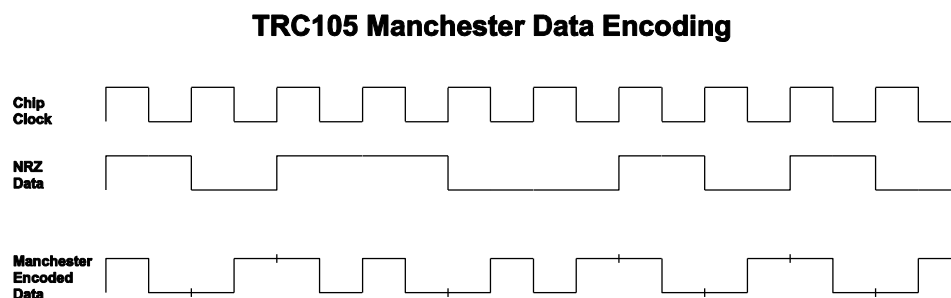 TRC105 Manchester Data Encoding
Chip
Clock
NRZ
Data
Manchester
Encoded
Data